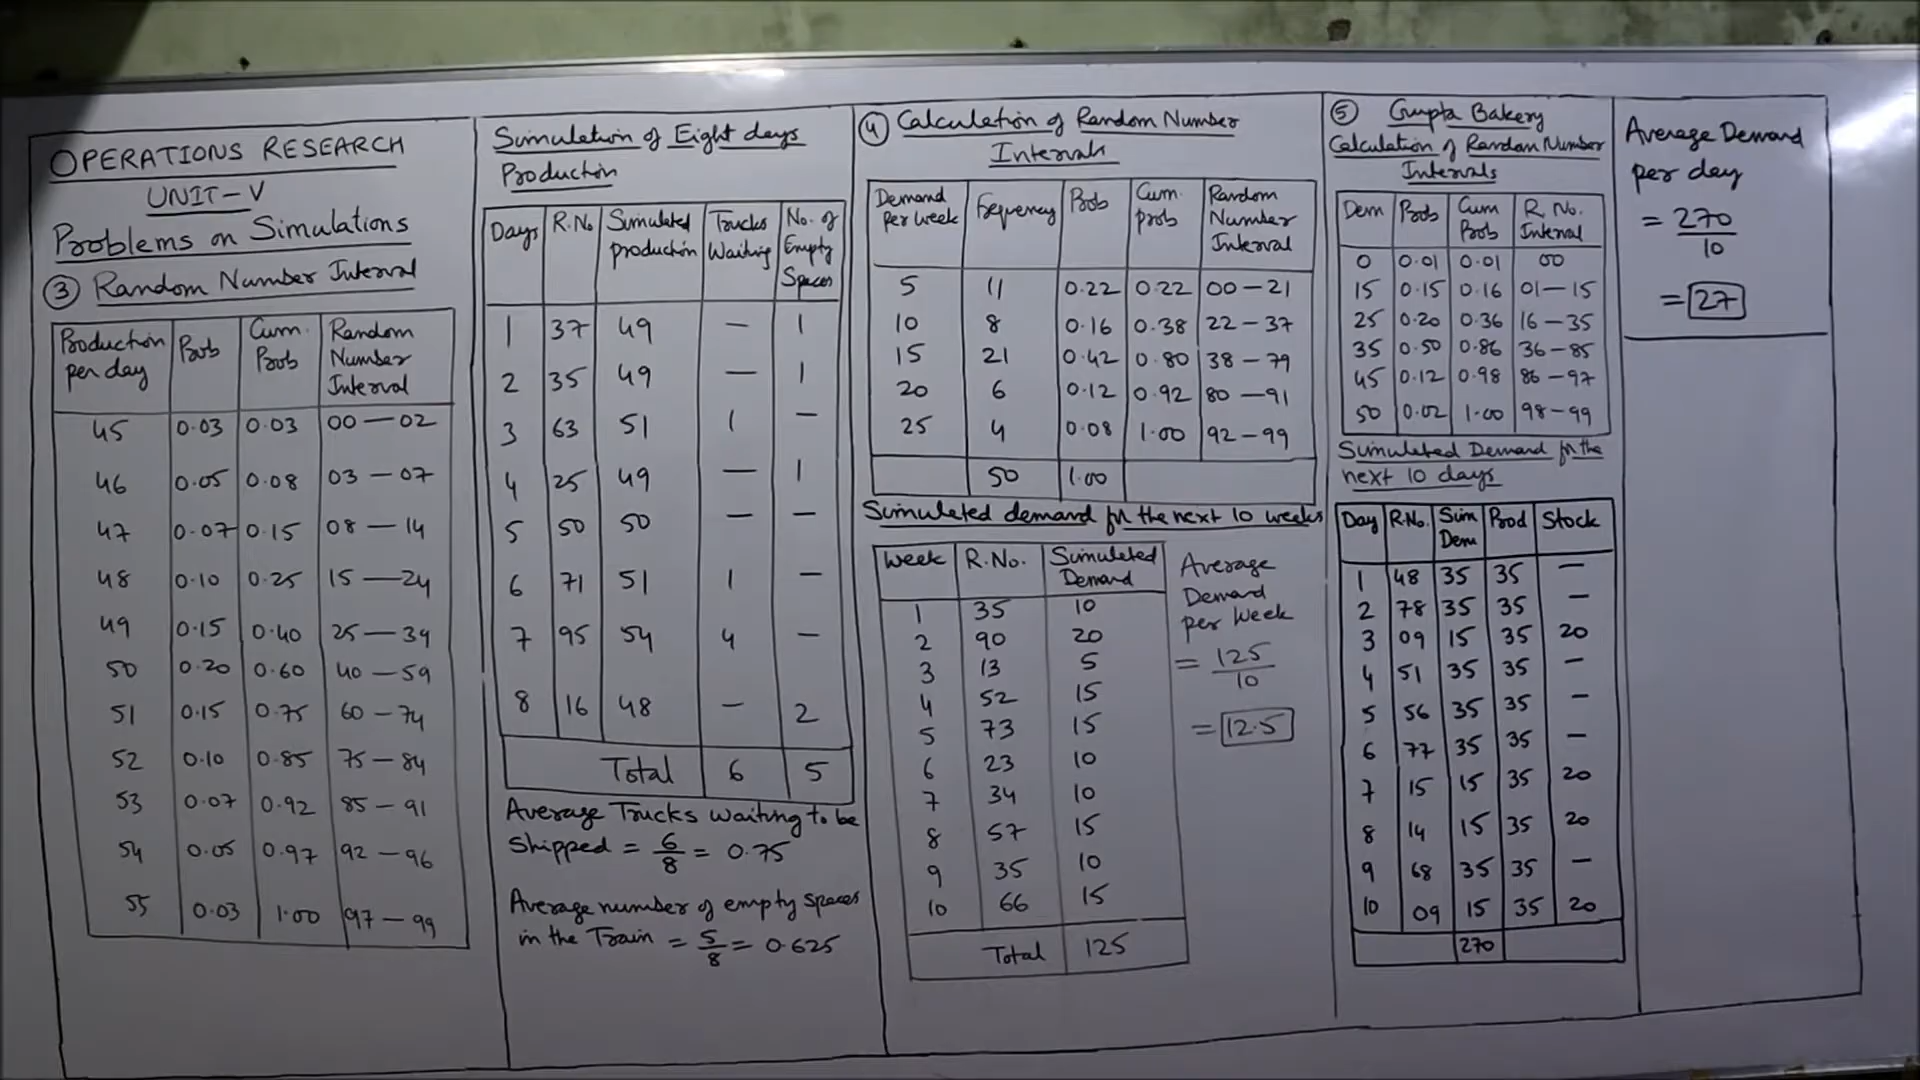 OPERATIONS RESEARCH
UNIT-V
Problems on Simulations
③ Random Number Interval
Production per day | Prob | Cum. Prob | Random Number Interval
45 | 0.03 | 0.03 | 00 — 02
46 | 0.05 | 0.08 | 03 — 07
47 | 0.07 | 0.15 | 08 — 14
48 | 0.10 | 0.25 | 15 — 24
49 | 0.15 | 0.40 | 25 — 39
50 | 0.20 | 0.60 | 40 — 59
51 | 0.15 | 0.75 | 60 — 74
52 | 0.10 | 0.85 | 75 — 84
53 | 0.07 | 0.92 | 85 — 91
54 | 0.05 | 0.97 | 92 — 96
55 | 0.03 | 1.00 | 97 — 99
Simulation of Eight days
Production
Days | R.No | Simulated production | Trucks Waiting | No. of Empty Spaces
1 | 37 | 49 | — | 1
2 | 35 | 49 | — | 1
3 | 63 | 51 | 1 | —
4 | 25 | 49 | — | 1
5 | 50 | 50 | — | —
6 | 71 | 51 | 1 | —
7 | 95 | 54 | 4 | —
8 | 16 | 48 | — | 2
Total | 6 | 5
Average Trucks waiting to be
shipped = 6/8 = 0.75
Average number of empty spaces
in the Train = 5/8 = 0.625
④ Calculation of Random Number
Intervals
Demand Per week | Frequency | Prob | Cum. prob | Random Number Interval
5 | 11 | 0.22 | 0.22 | 00 — 21
10 | 8 | 0.16 | 0.38 | 22 — 37
15 | 21 | 0.42 | 0.80 | 38 — 79
20 | 6 | 0.12 | 0.92 | 80 — 91
25 | 4 | 0.08 | 1.00 | 92 — 99
50 | 1.00
Simulated demand for the next 10 weeks
Week | R.No. | Simulated Demand
1 | 35 | 10
2 | 90 | 20
3 | 13 | 5
4 | 52 | 15
5 | 73 | 15
6 | 23 | 10
7 | 34 | 10
8 | 57 | 15
9 | 35 | 10
10 | 66 | 15
Total | 125
Average
Demand
per week
= 125/10
= 12.5
⑤ Gupta Bakery
Calculation of Random Number
Intervals
Dem | Prob | Cum Prob | R. No. Interval
0 | 0.01 | 0.01 | 00
15 | 0.15 | 0.16 | 01 — 15
25 | 0.20 | 0.36 | 16 — 35
35 | 0.50 | 0.86 | 36 — 85
45 | 0.12 | 0.98 | 86 — 97
50 | 0.02 | 1.00 | 98 — 99
Simulated Demand for the
next 10 days
Day | R.No. | Sim Dem | Prod | Stock
1 | 48 | 35 | 35 | —
2 | 78 | 35 | 35 | —
3 | 09 | 15 | 35 | 20
4 | 51 | 35 | 35 | —
5 | 56 | 35 | 35 | —
6 | 77 | 35 | 35 | —
7 | 15 | 15 | 35 | 20
8 | 14 | 15 | 35 | 20
9 | 68 | 35 | 35 | —
10 | 09 | 15 | 35 | 20
270
Average Demand
per day
= 270/10
= 27